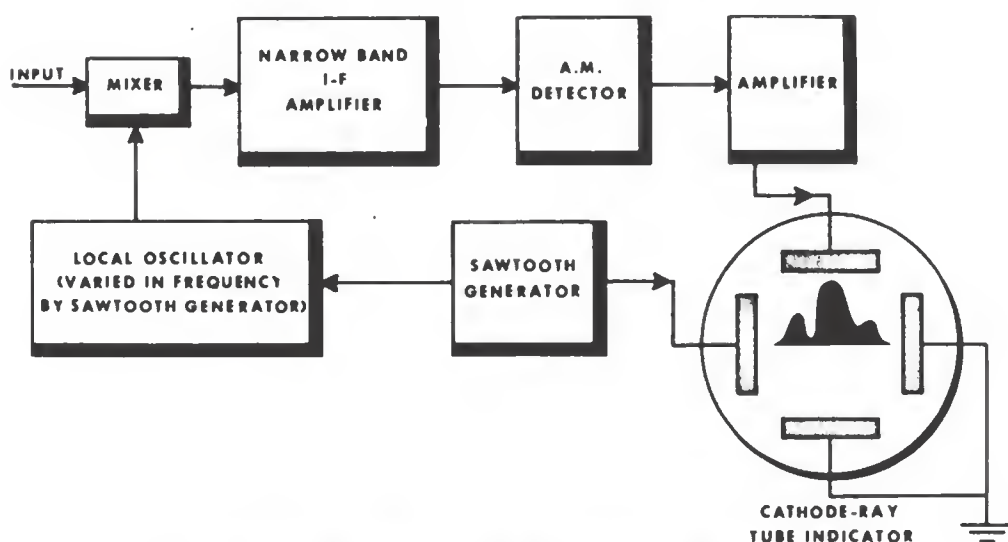 INPUT
MIXER
NARROW BAND
I-F
AMPLIFIER
A.M.
DETECTOR
AMPLIFIER
LOCAL OSCILLATOR
(VARIED IN FREQUENCY
BY SAWTOOTH GENERATOR)
SAWTOOTH
GENERATOR
CATHODE-RAY
TUBE INDICATOR